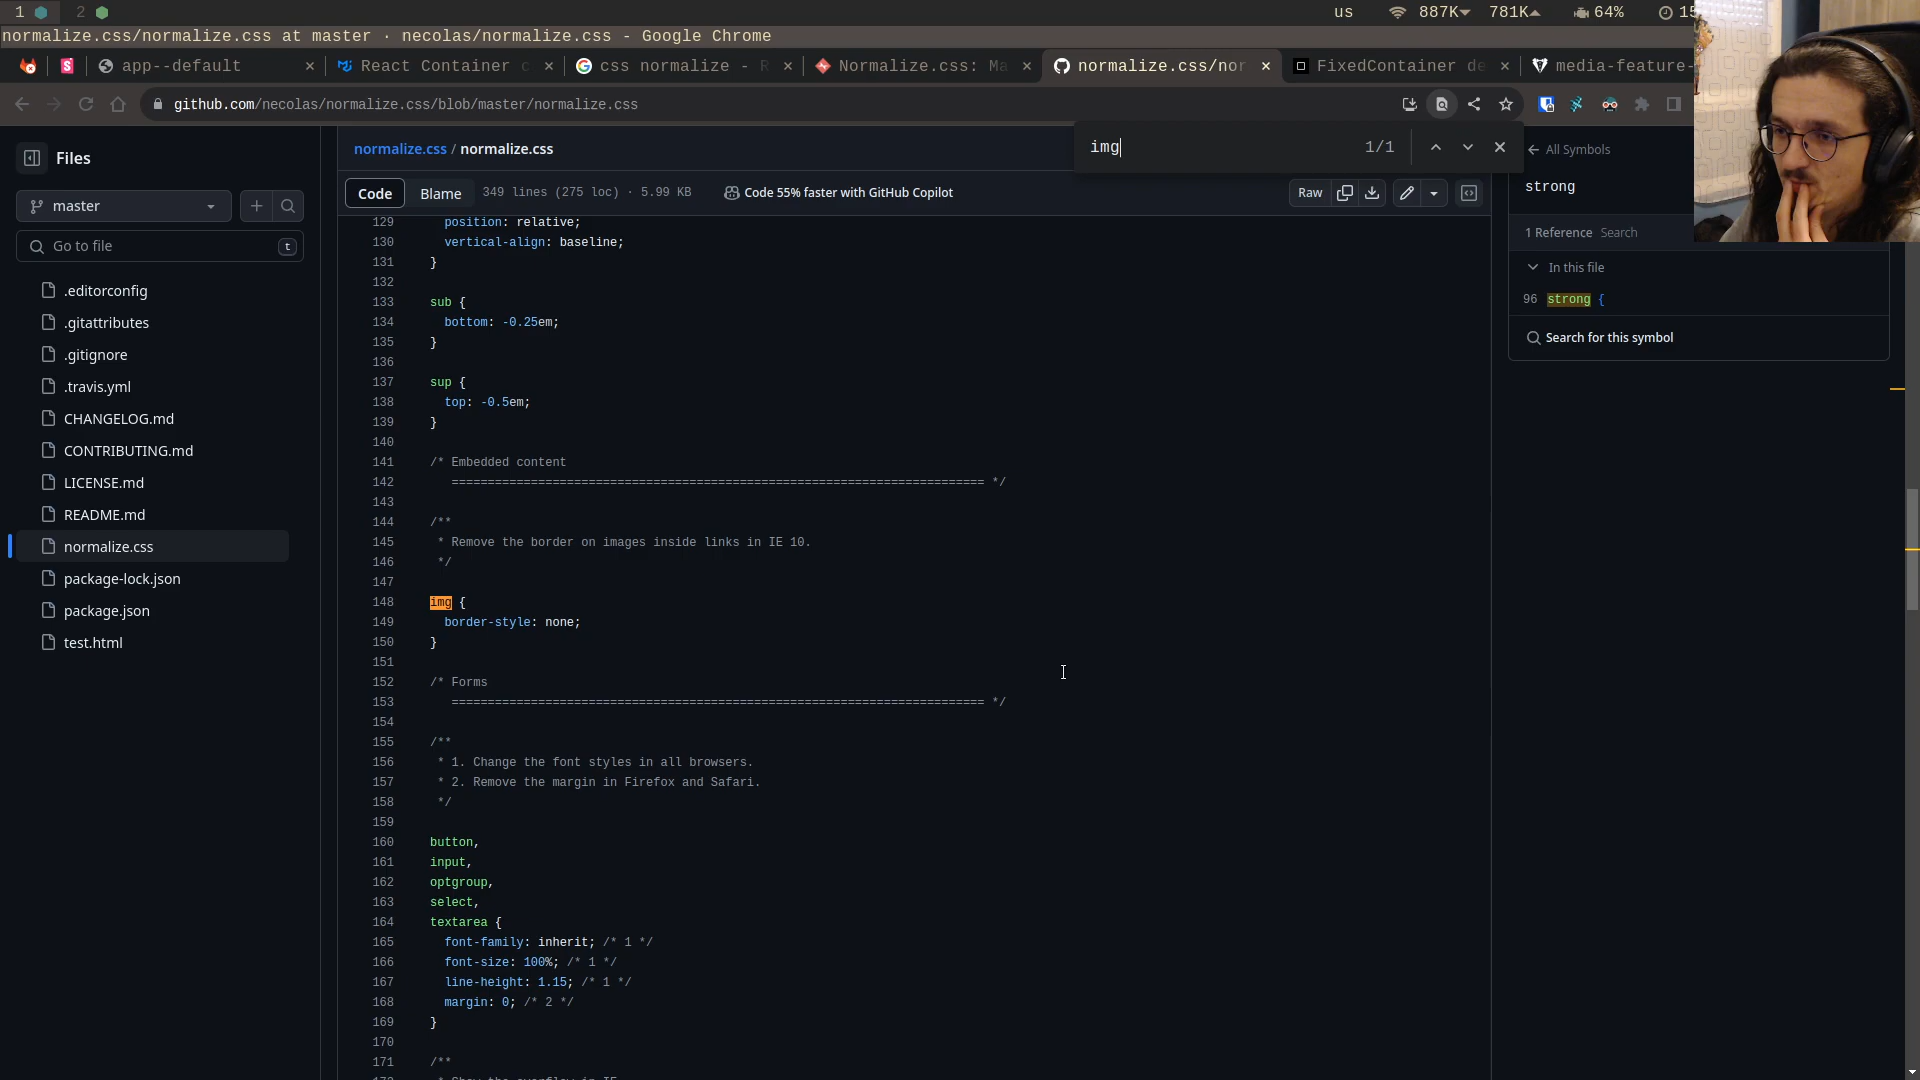 1 2 us 887K 781K 64% 15
normalize.css/normalize.css at master · necolas/normalize.css - Google Chrome
app--default × React Container × css normalize - × Normalize.css: × normalize.css/nor × FixedContainer × media-feature-
github.com/necolas/normalize.css/blob/master/normalize.css
img 1/1
Files
normalize.css / normalize.css
All Symbols
master
Code Blame 349 lines (275 loc) · 5.99 KB Code 55% faster with GitHub Copilot Raw
strong
Go to file t
1 Reference Search
In this file
96 strong {
Search for this symbol
.editorconfig
.gitattributes
.gitignore
.travis.yml
CHANGELOG.md
CONTRIBUTING.md
LICENSE.md
README.md
normalize.css
package-lock.json
package.json
test.html
129 position: relative;
130 vertical-align: baseline;
131 }
132
133 sub {
134 bottom: -0.25em;
135 }
136
137 sup {
138 top: -0.5em;
139 }
140
141 /* Embedded content
142 ========================================================================== */
143
144 /**
145 * Remove the border on images inside links in IE 10.
146 */
147
148 img {
149 border-style: none;
150 }
151
152 /* Forms
153 ========================================================================== */
154
155 /**
156 * 1. Change the font styles in all browsers.
157 * 2. Remove the margin in Firefox and Safari.
158 */
159
160 button,
161 input,
162 optgroup,
163 select,
164 textarea {
165 font-family: inherit; /* 1 */
166 font-size: 100%; /* 1 */
167 line-height: 1.15; /* 1 */
168 margin: 0; /* 2 */
169 }
170
171 /**